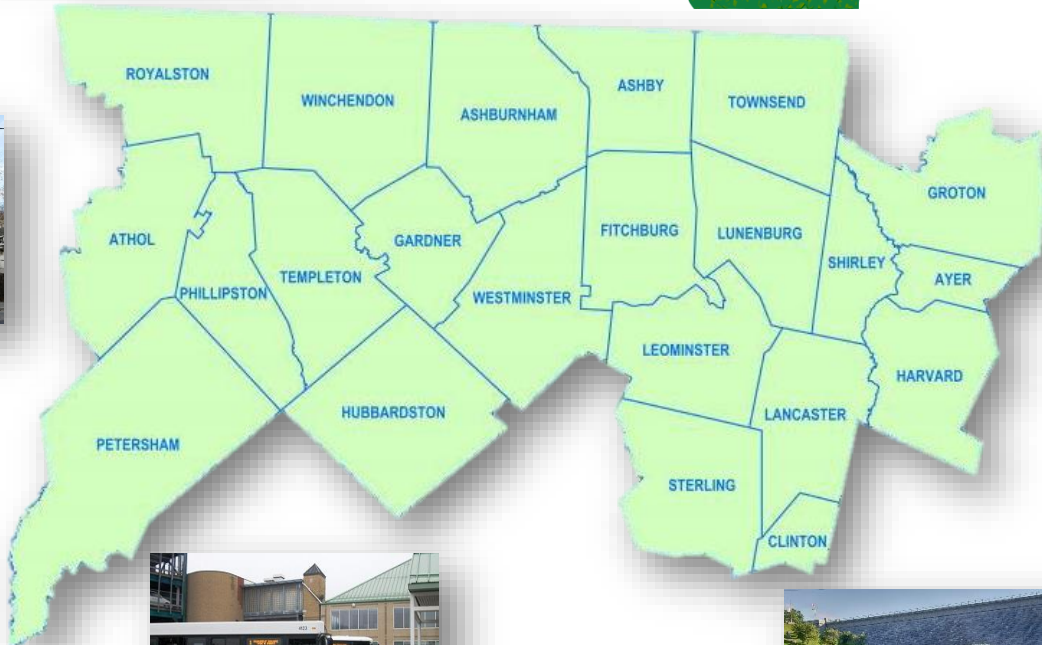 ROYALSTON
WINCHENDON
ASHBURNHAM
ASHBY
TOWNSEND
GROTON
ATHOL
GARDNER
FITCHBURG
LUNENBURG
SHIRLEY
AYER
PHILLIPSTON
TEMPLETON
WESTMINSTER
LEOMINSTER
HARVARD
HUBBARDSTON
LANCASTER
PETERSHAM
STERLING
CLINTON